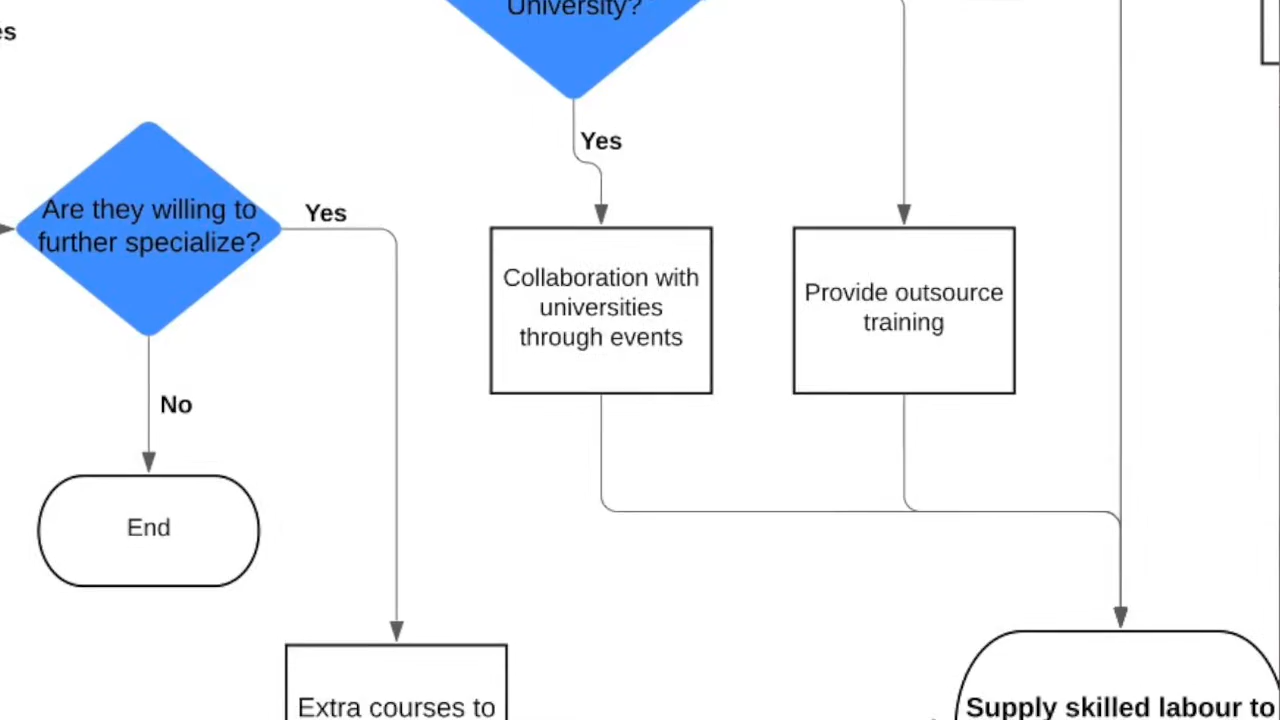 University?
Yes
Are they willing to
further specialize?
Yes
Collaboration with
universities
through events
Provide outsource
training
No
End
Extra courses to
Supply skilled labour to